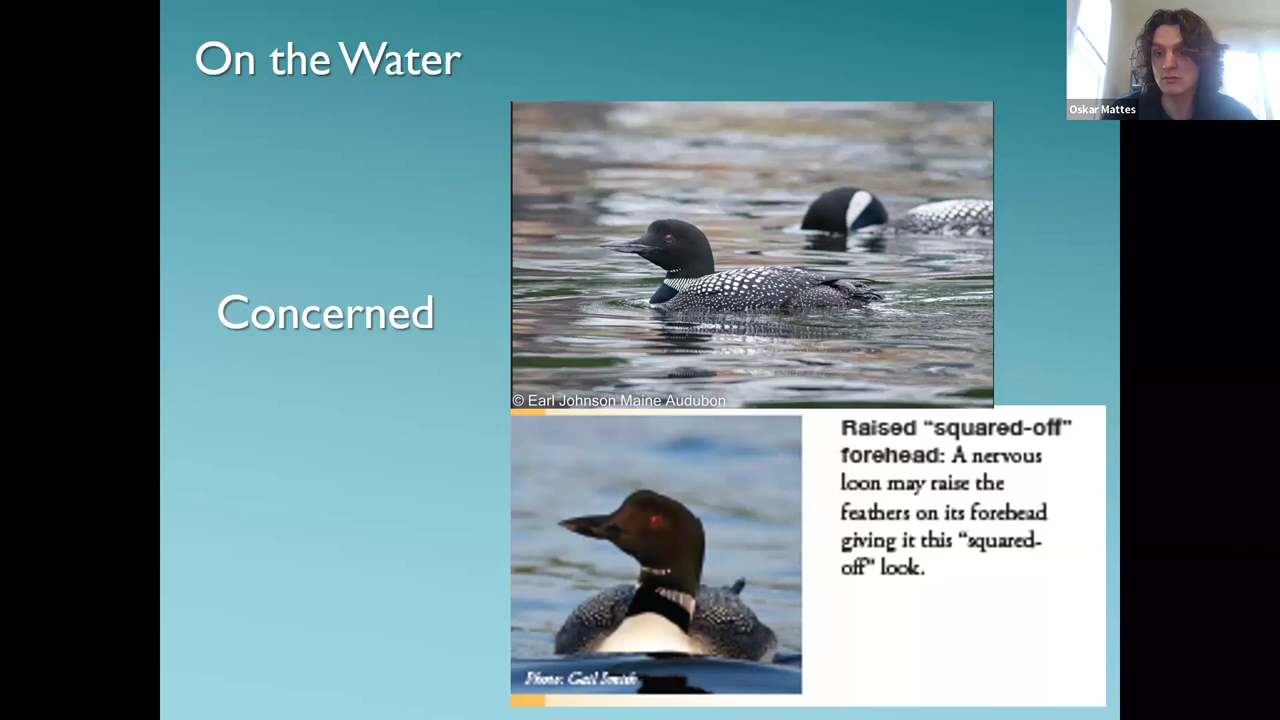 On the Water
Oskar Mattes
Concerned
© Earl Johnson Maine Audubon
Raised “squared-off”
forehead: A nervous
loon may raise the
feathers on its forehead
giving it this “squared-
off” look.
Photo: Gail Smith